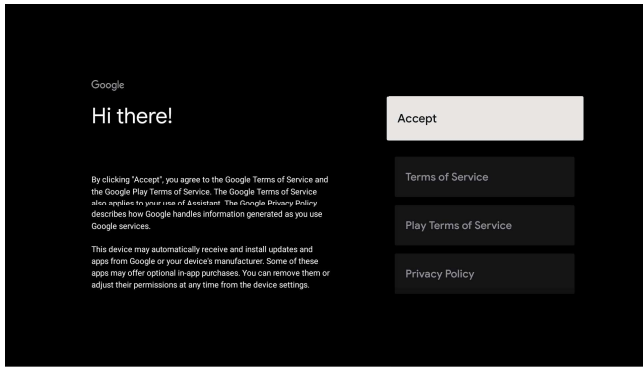 Google
Hi there!
By clicking "Accept", you agree to the Google Terms of Service and
the Google Play Terms of Service. The Google Terms of Service
also applies to your use of Assistant. The Google Privacy Policy
describes how Google handles information generated as you use
Google services.
This device may automatically receive and install updates and
apps from Google or your device's manufacturer. Some of these
apps may offer optional in-app purchases. You can remove them or
adjust their permissions at any time from the device settings.
Accept
Terms of Service
Play Terms of Service
Privacy Policy